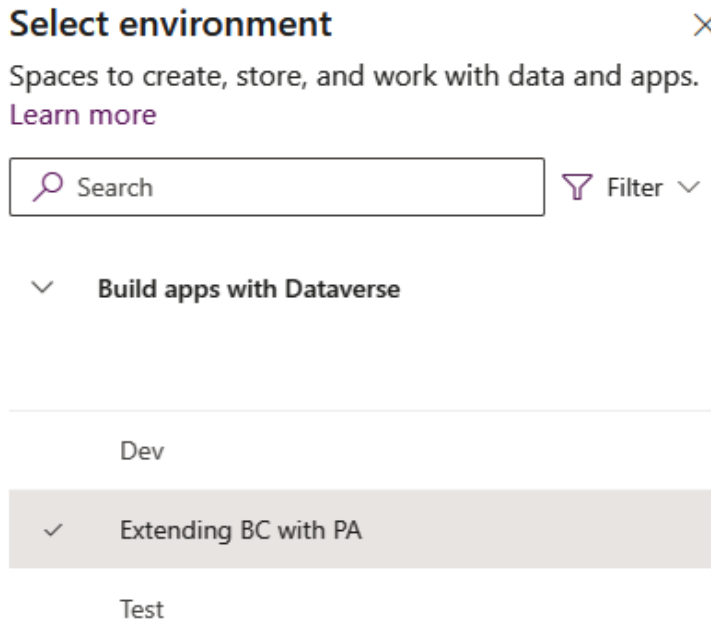 Select environment
Spaces to create, store, and work with data and apps.
Learn more
Search
Filter
Build apps with Dataverse
Dev
Extending BC with PA
Test